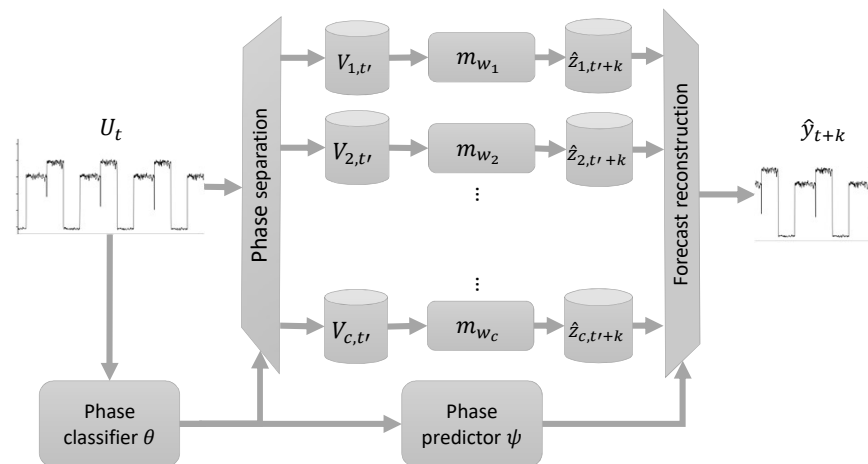 U_t
Phase separation
V_{1,t′}
m_{w_1}
ẑ_{1,t′+k}
V_{2,t′}
m_{w_2}
ẑ_{2,t′+k}
⋮
⋮
V_{c,t′}
m_{w_c}
ẑ_{c,t′+k}
Forecast reconstruction
ŷ_{t+k}
Phase
classifier θ
Phase
predictor ψ